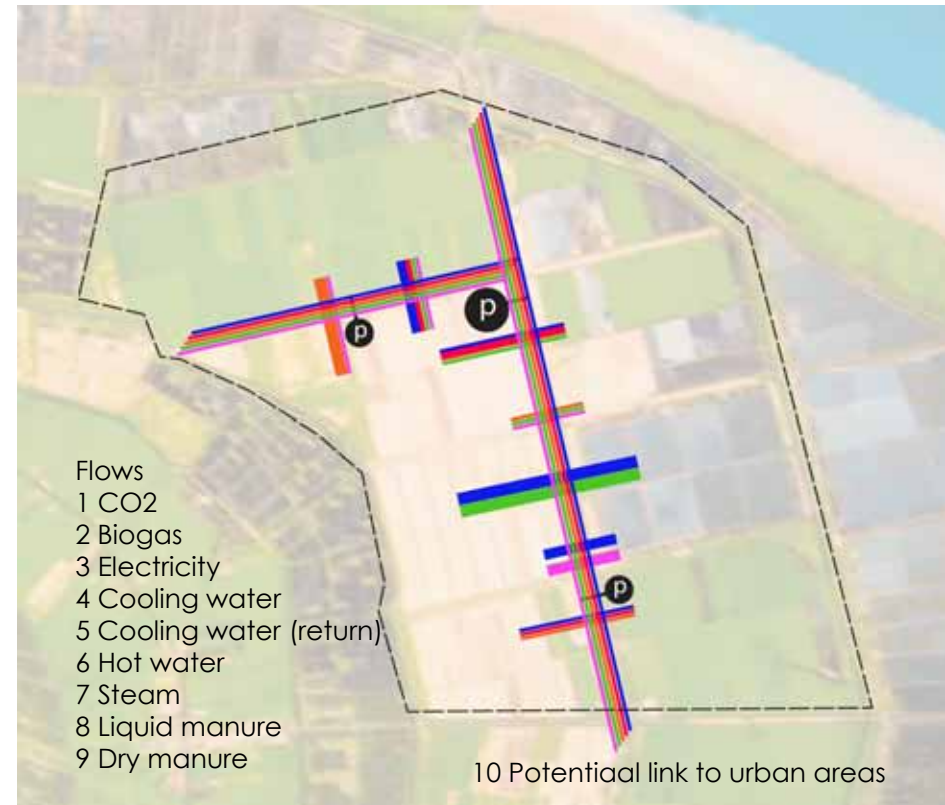 p
p
p
Flows
1 CO2
2 Biogas
3 Electricity
4 Cooling water
5 Cooling water (return)
6 Hot water
7 Steam
8 Liquid manure
9 Dry manure
10 Potentiaal link to urban areas